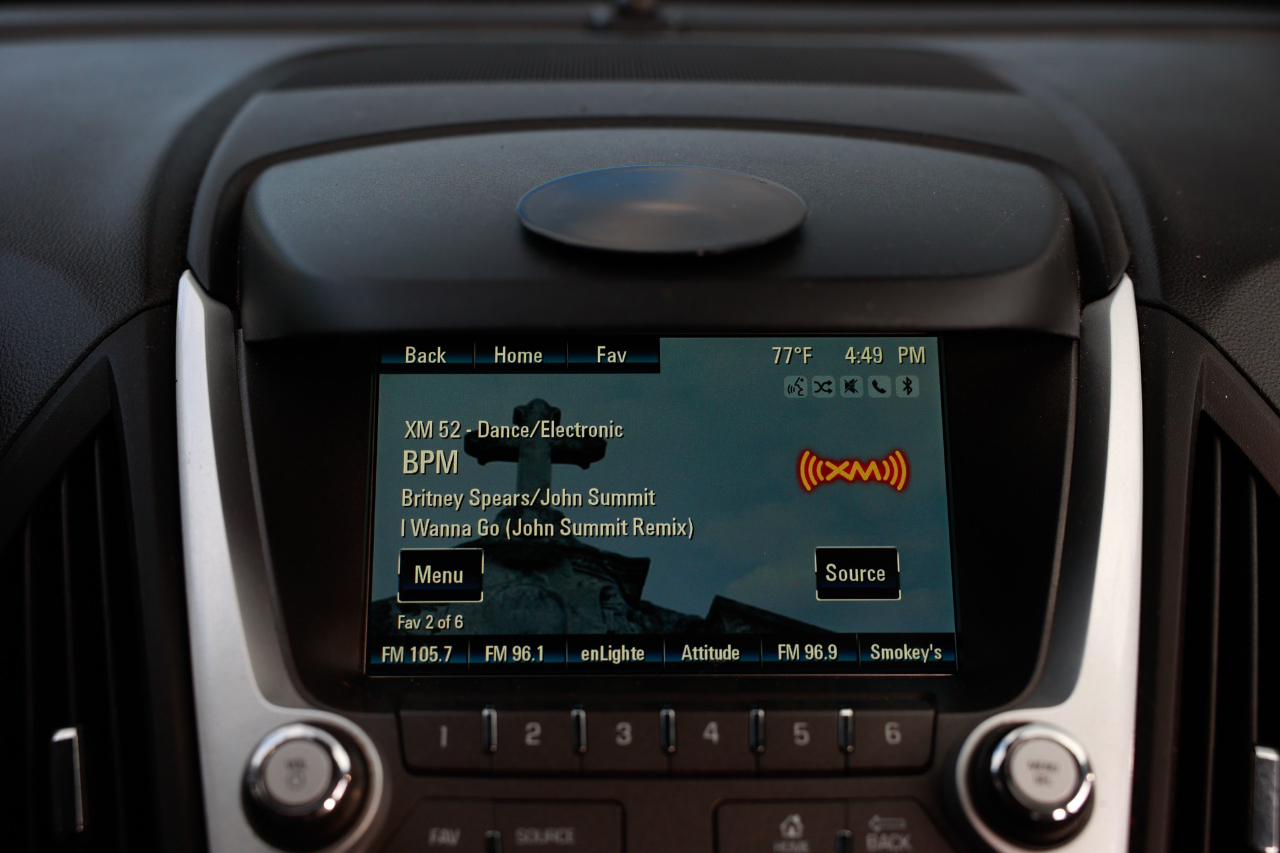 Back Home Fav 77°F 4:49 PM
XM 52 - Dance/Electronic
BPM
XM
Britney Spears/John Summit
I Wanna Go (John Summit Remix)
Menu Source
Fav 2 of 6
FM 105.7 FM 96.1 enLighte Attitude FM 96.9 Smokey's
1 2 3 4 5 6
FAV SOURCE HOME BACK